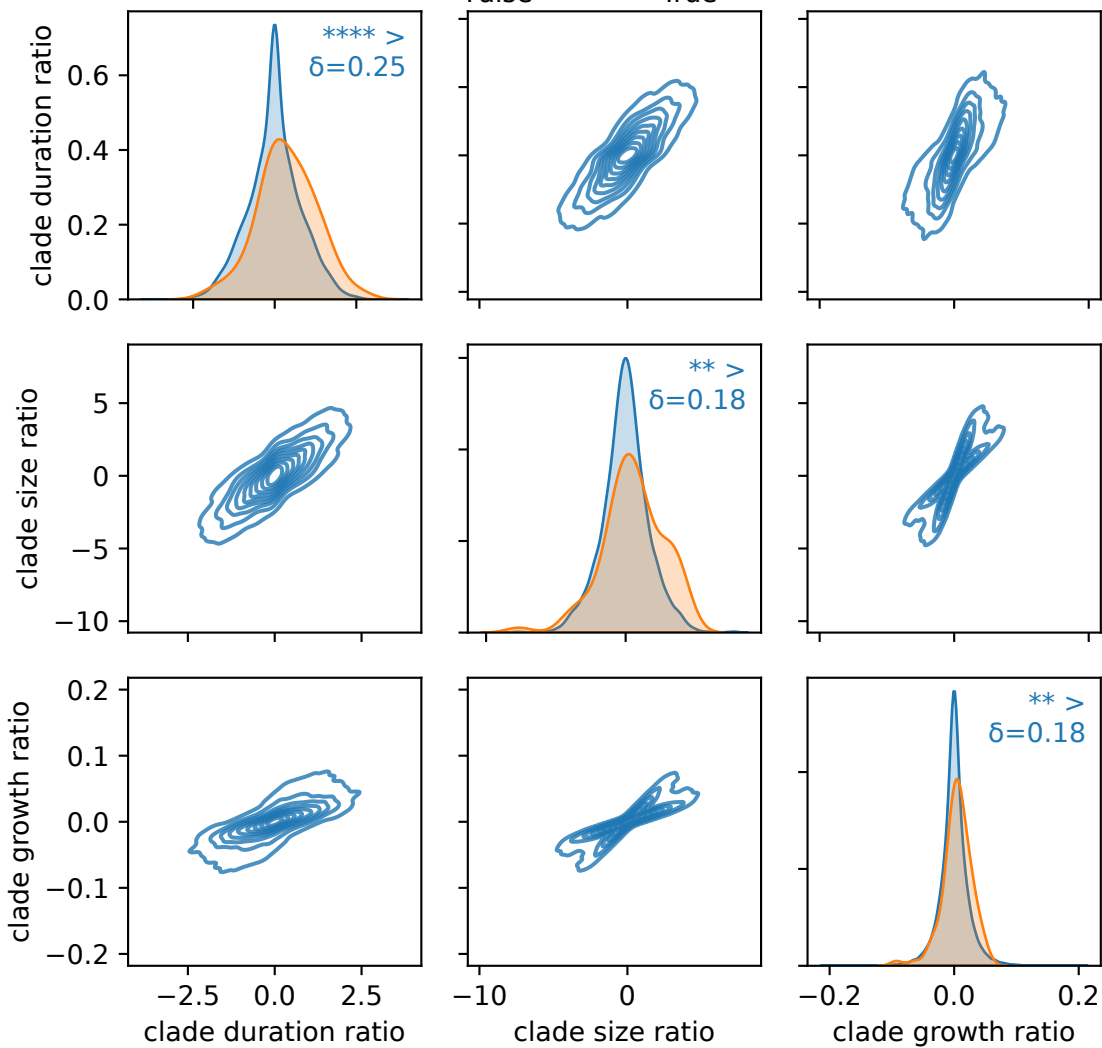 False True
clade duration ratio
0.6
0.4
0.2
0.0
**** >
δ=0.25
clade size ratio
5
0
−5
−10
** >
δ=0.18
clade growth ratio
0.2
0.1
0.0
−0.1
−0.2
** >
δ=0.18
−2.5 0.0 2.5
−10 0
−0.2 0.0 0.2
clade duration ratio
clade size ratio
clade growth ratio